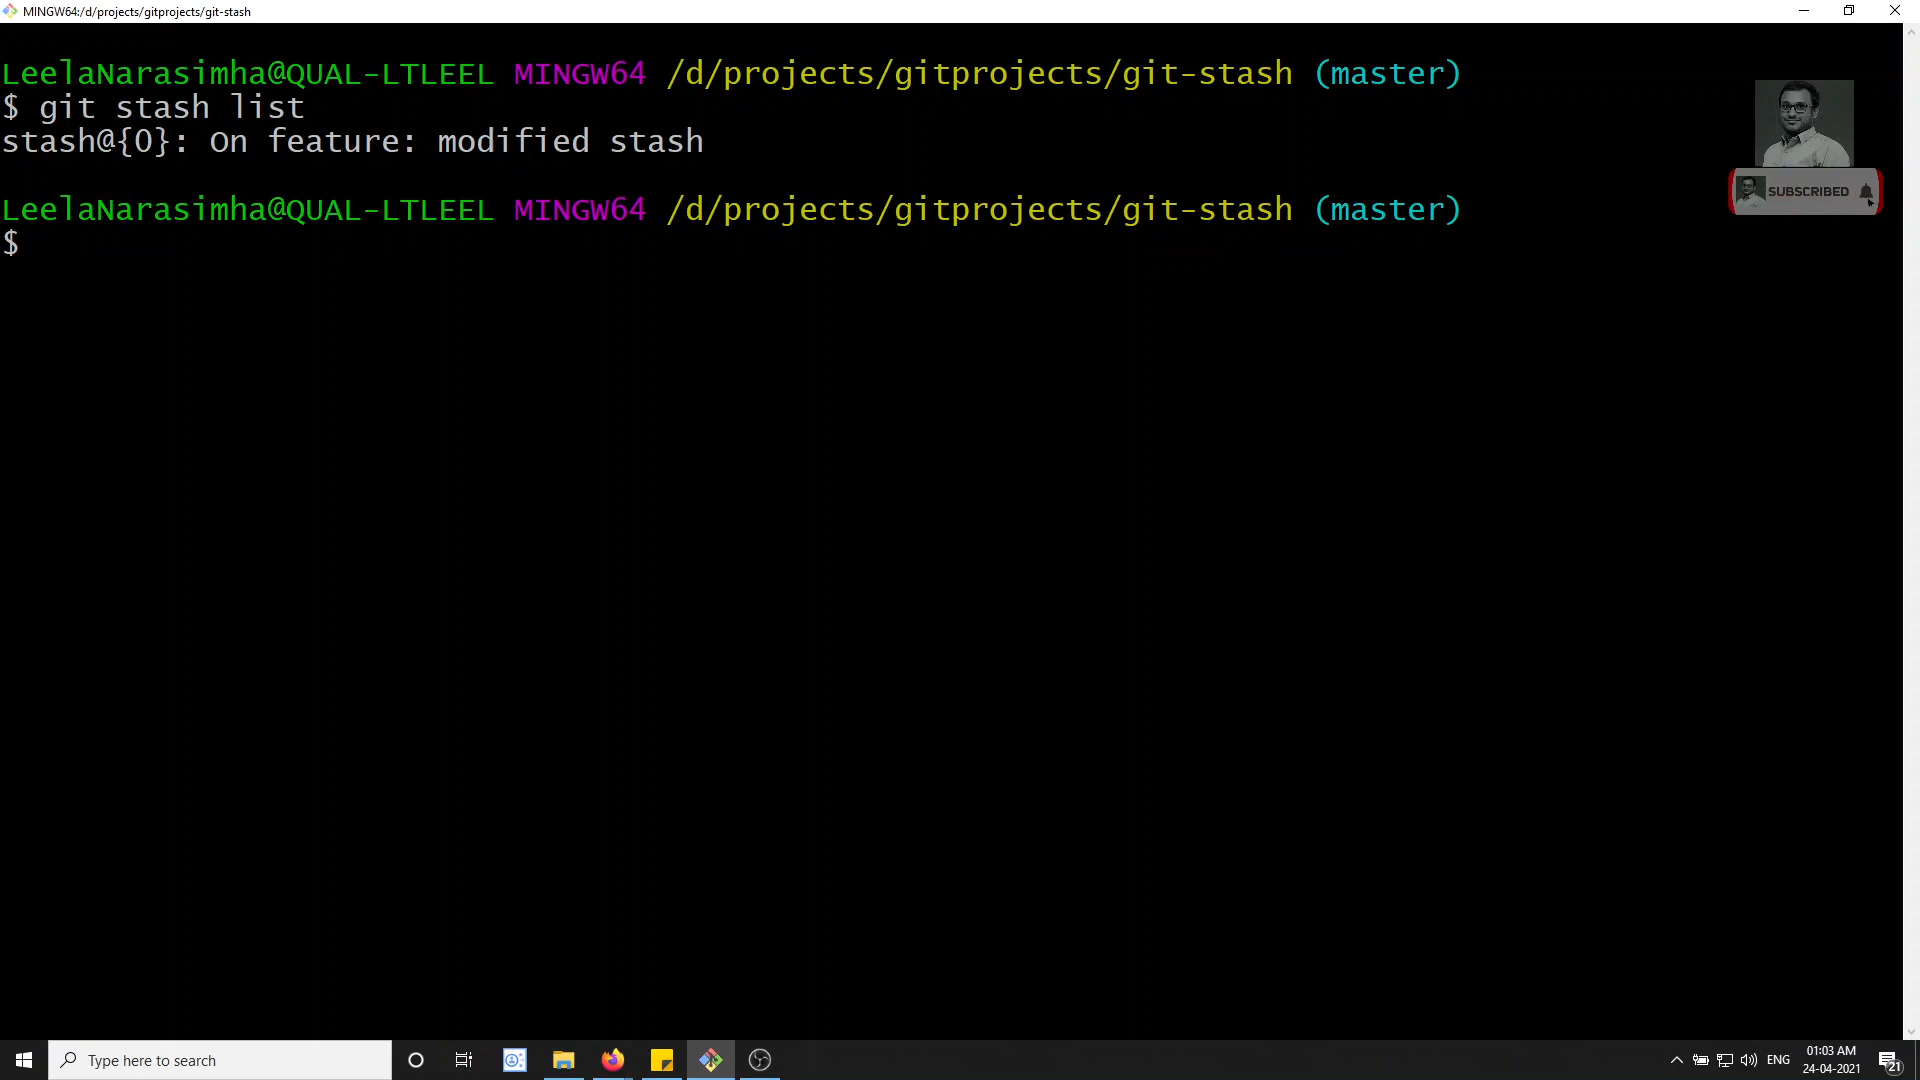 MINGW64:/d/projects/gitprojects/git-stash
LeelaNarasimha@QUAL-LTLEEL MINGW64 /d/projects/gitprojects/git-stash (master)
$ git stash list
stash@{0}: On feature: modified stash
LeelaNarasimha@QUAL-LTLEEL MINGW64 /d/projects/gitprojects/git-stash (master)
$
SUBSCRIBED
Type here to search
ENG
01:03 AM
24-04-2021
21